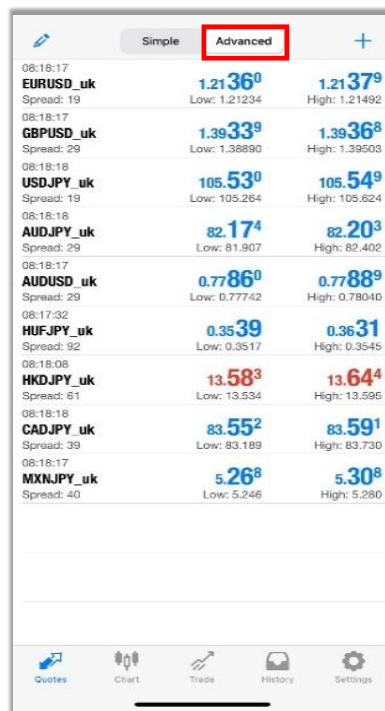 Simple Advanced +
08:18:17
EURUSD_uk 1.21360 1.21379
Spread: 19 Low: 1.21234 High: 1.21492
08:18:17
GBPUSD_uk 1.39339 1.39368
Spread: 29 Low: 1.38890 High: 1.39503
08:18:18
USDJPY_uk 105.530 105.549
Spread: 19 Low: 105.264 High: 105.624
08:18:18
AUDJPY_uk 82.174 82.203
Spread: 29 Low: 81.907 High: 82.402
08:18:17
AUDUSD_uk 0.77860 0.77889
Spread: 29 Low: 0.77742 High: 0.78040
08:17:32
HUFJPY_uk 0.3539 0.3631
Spread: 92 Low: 0.3517 High: 0.3545
08:18:08
HKDJPY_uk 13.583 13.644
Spread: 61 Low: 13.534 High: 13.595
08:18:18
CADJPY_uk 83.552 83.591
Spread: 39 Low: 83.189 High: 83.730
08:18:17
MXNJPY_uk 5.268 5.308
Spread: 40 Low: 5.246 High: 5.280
Quotes Chart Trade History Settings